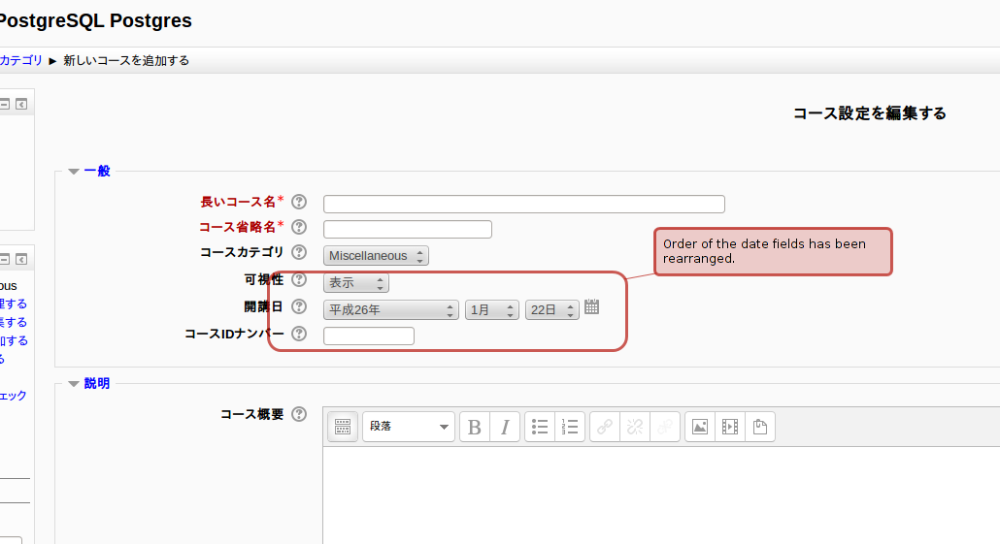 PostgreSQL Postgres
カテゴリ ► 新しいコースを追加する
コース設定を編集する
一般
長いコース名*
コース省略名*
コースカテゴリ Miscellaneous
可視性 表示
開講日 平成26年 1月 22日
コースIDナンバー
Order of the date fields has been
rearranged.
ous
理する
集する
加する
る
ェック
説明
コース概要
段落 B I